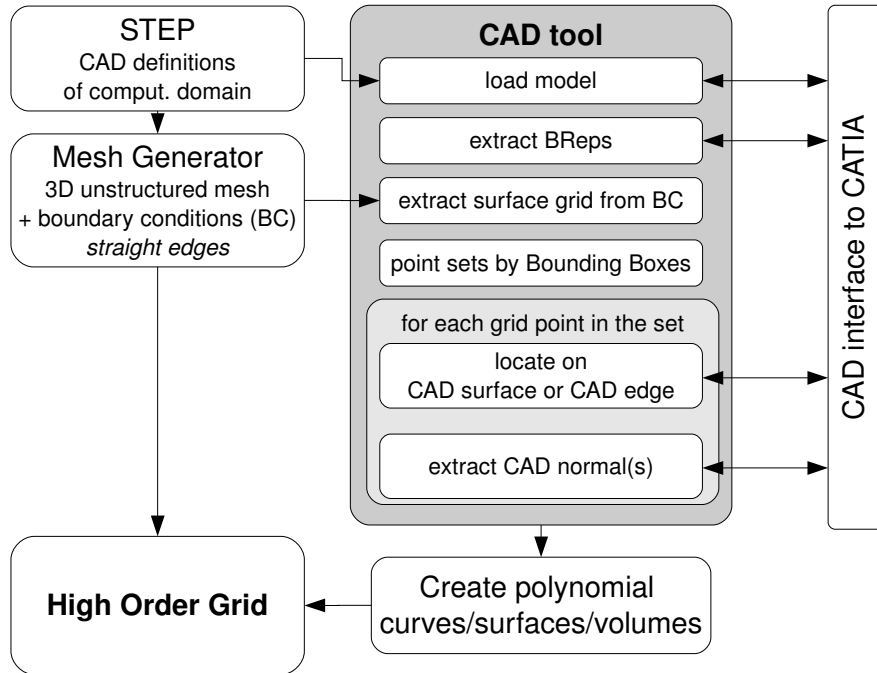 STEP
CAD definitions
of comput. domain
Mesh Generator
3D unstructured mesh
+ boundary conditions (BC)
straight edges
CAD tool
load model
extract BReps
extract surface grid from BC
point sets by Bounding Boxes
for each grid point in the set
locate on
CAD surface or CAD edge
extract CAD normal(s)
CAD interface to CATIA
High Order Grid
Create polynomial
curves/surfaces/volumes